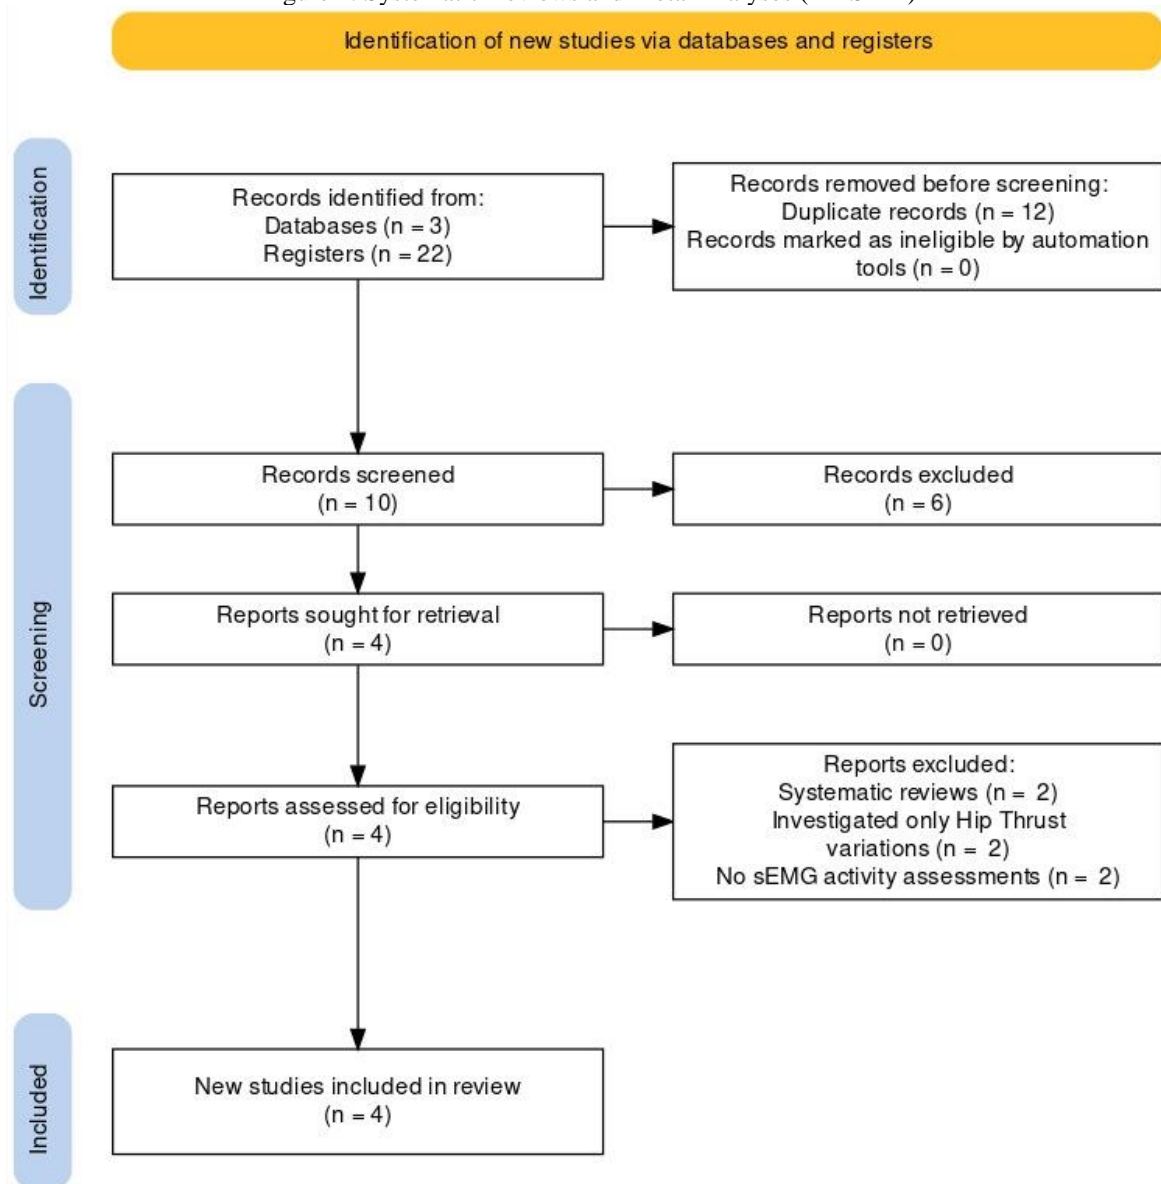 Identification of new studies via databases and registers
Identification
Records identified from:
Databases (n = 3)
Registers (n = 22)
Records removed before screening:
Duplicate records (n = 12)
Records marked as ineligible by automation
tools (n = 0)
Screening
Records screened
(n = 10)
Records excluded
(n = 6)
Reports sought for retrieval
(n = 4)
Reports not retrieved
(n = 0)
Reports assessed for eligibility
(n = 4)
Reports excluded:
Systematic reviews (n = 2)
Investigated only Hip Thrust
variations (n = 2)
No sEMG activity assessments (n = 2)
Included
New studies included in review
(n = 4)